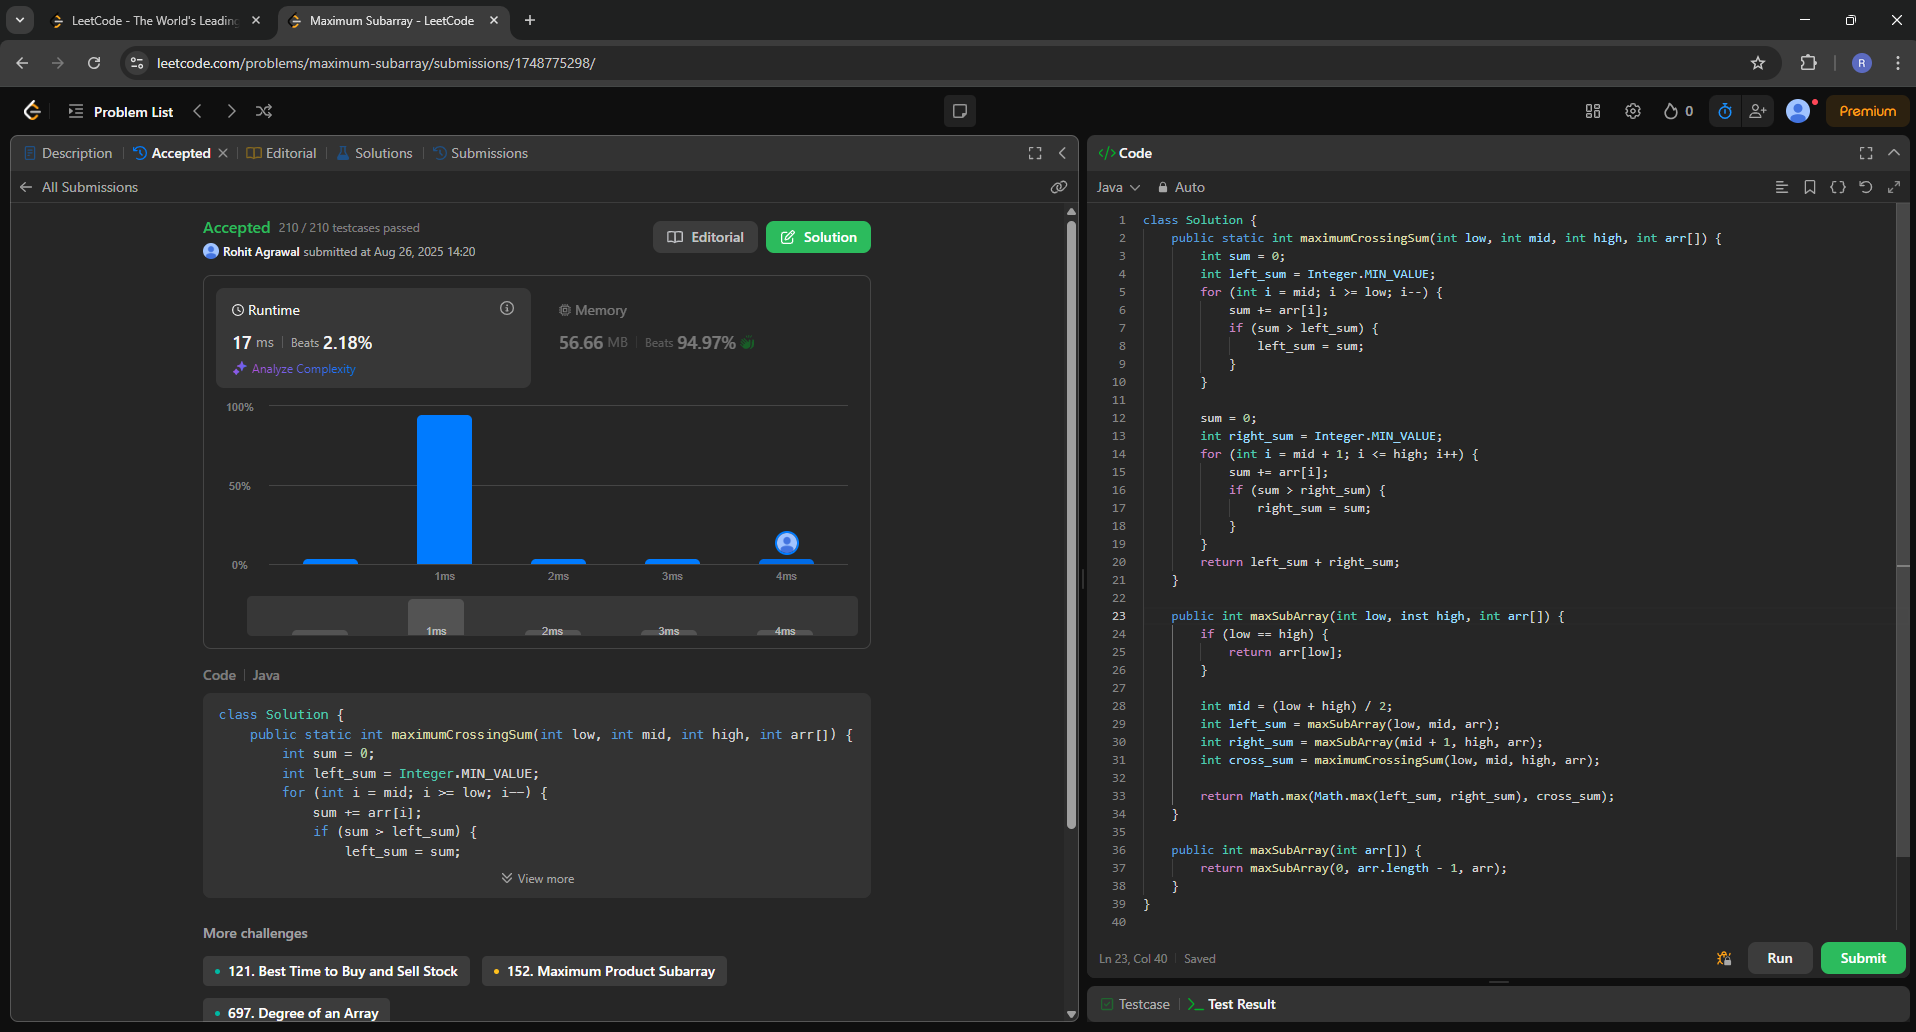 LeetCode - The World's Leading
Maximum Subarray - LeetCode
leetcode.com/problems/maximum-subarray/submissions/1748775298/
R
Problem List
0
Premium
Description
Accepted
Editorial
Solutions
Submissions
All Submissions
Accepted 210 / 210 testcases passed
Rohit Agrawal submitted at Aug 26, 2025 14:20
Editorial
Solution
Runtime
17 ms Beats 2.18%
Analyze Complexity
Memory
56.66 MB Beats 94.97%
100%
50%
0%
1ms 2ms 3ms 4ms
1ms 2ms 3ms 4ms
Code Java
class Solution {
public static int maximumCrossingSum(int low, int mid, int high, int arr[]) {
int sum = 0;
int left_sum = Integer.MIN_VALUE;
for (int i = mid; i >= low; i--) {
sum += arr[i];
if (sum > left_sum) {
left_sum = sum;
View more
More challenges
121. Best Time to Buy and Sell Stock
152. Maximum Product Subarray
697. Degree of an Array
</> Code
Java
Auto
1 class Solution {
2 public static int maximumCrossingSum(int low, int mid, int high, int arr[]) {
3 int sum = 0;
4 int left_sum = Integer.MIN_VALUE;
5 for (int i = mid; i >= low; i--) {
6 sum += arr[i];
7 if (sum > left_sum) {
8 left_sum = sum;
9 }
10 }
11
12 sum = 0;
13 int right_sum = Integer.MIN_VALUE;
14 for (int i = mid + 1; i <= high; i++) {
15 sum += arr[i];
16 if (sum > right_sum) {
17 right_sum = sum;
18 }
19 }
20 return left_sum + right_sum;
21 }
22
23 public int maxSubArray(int low, inst high, int arr[]) {
24 if (low == high) {
25 return arr[low];
26 }
27
28 int mid = (low + high) / 2;
29 int left_sum = maxSubArray(low, mid, arr);
30 int right_sum = maxSubArray(mid + 1, high, arr);
31 int cross_sum = maximumCrossingSum(low, mid, high, arr);
32
33 return Math.max(Math.max(left_sum, right_sum), cross_sum);
34 }
35
36 public int maxSubArray(int arr[]) {
37 return maxSubArray(0, arr.length - 1, arr);
38 }
39 }
40
Ln 23, Col 40 Saved
Run
Submit
Testcase
Test Result